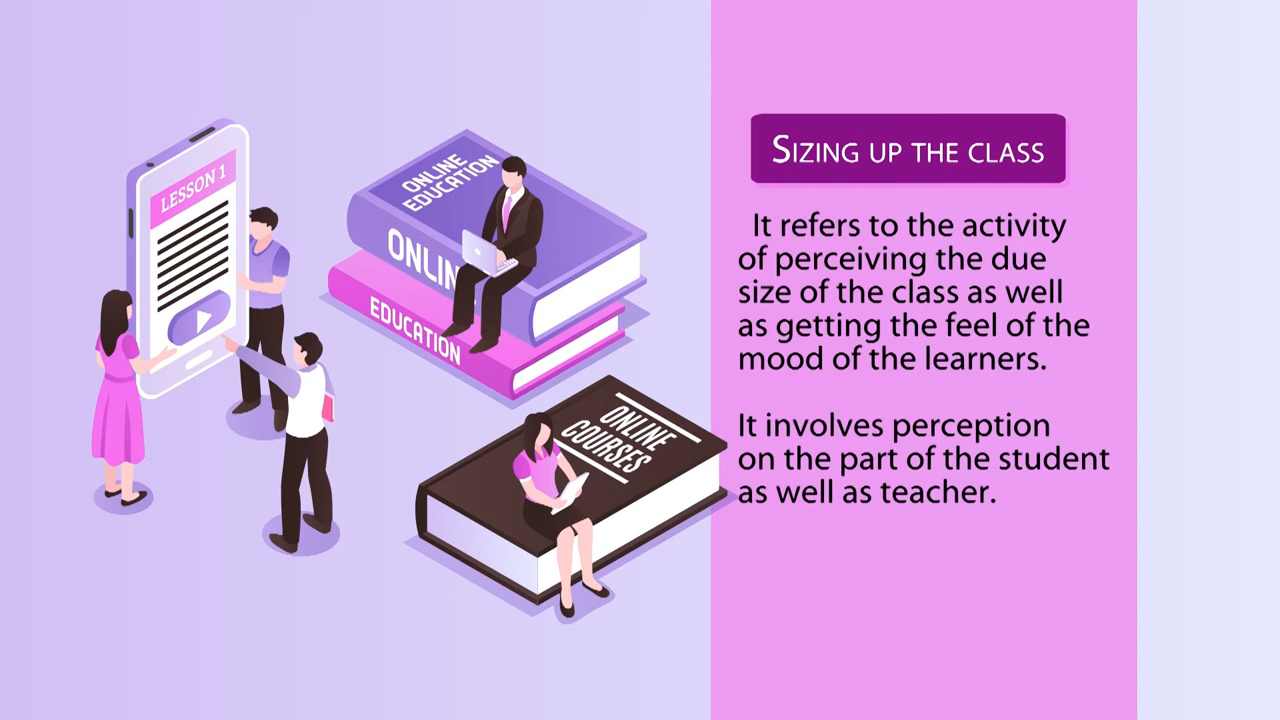 LESSON 1
ONLINE
EDUCATION
ONLIN
EDUCATION
ONLINE
COURSES
SIZING UP THE CLASS
It refers to the activity
of perceiving the due
size of the class as well
as getting the feel of the
mood of the learners.
It involves perception
on the part of the student
as well as teacher.